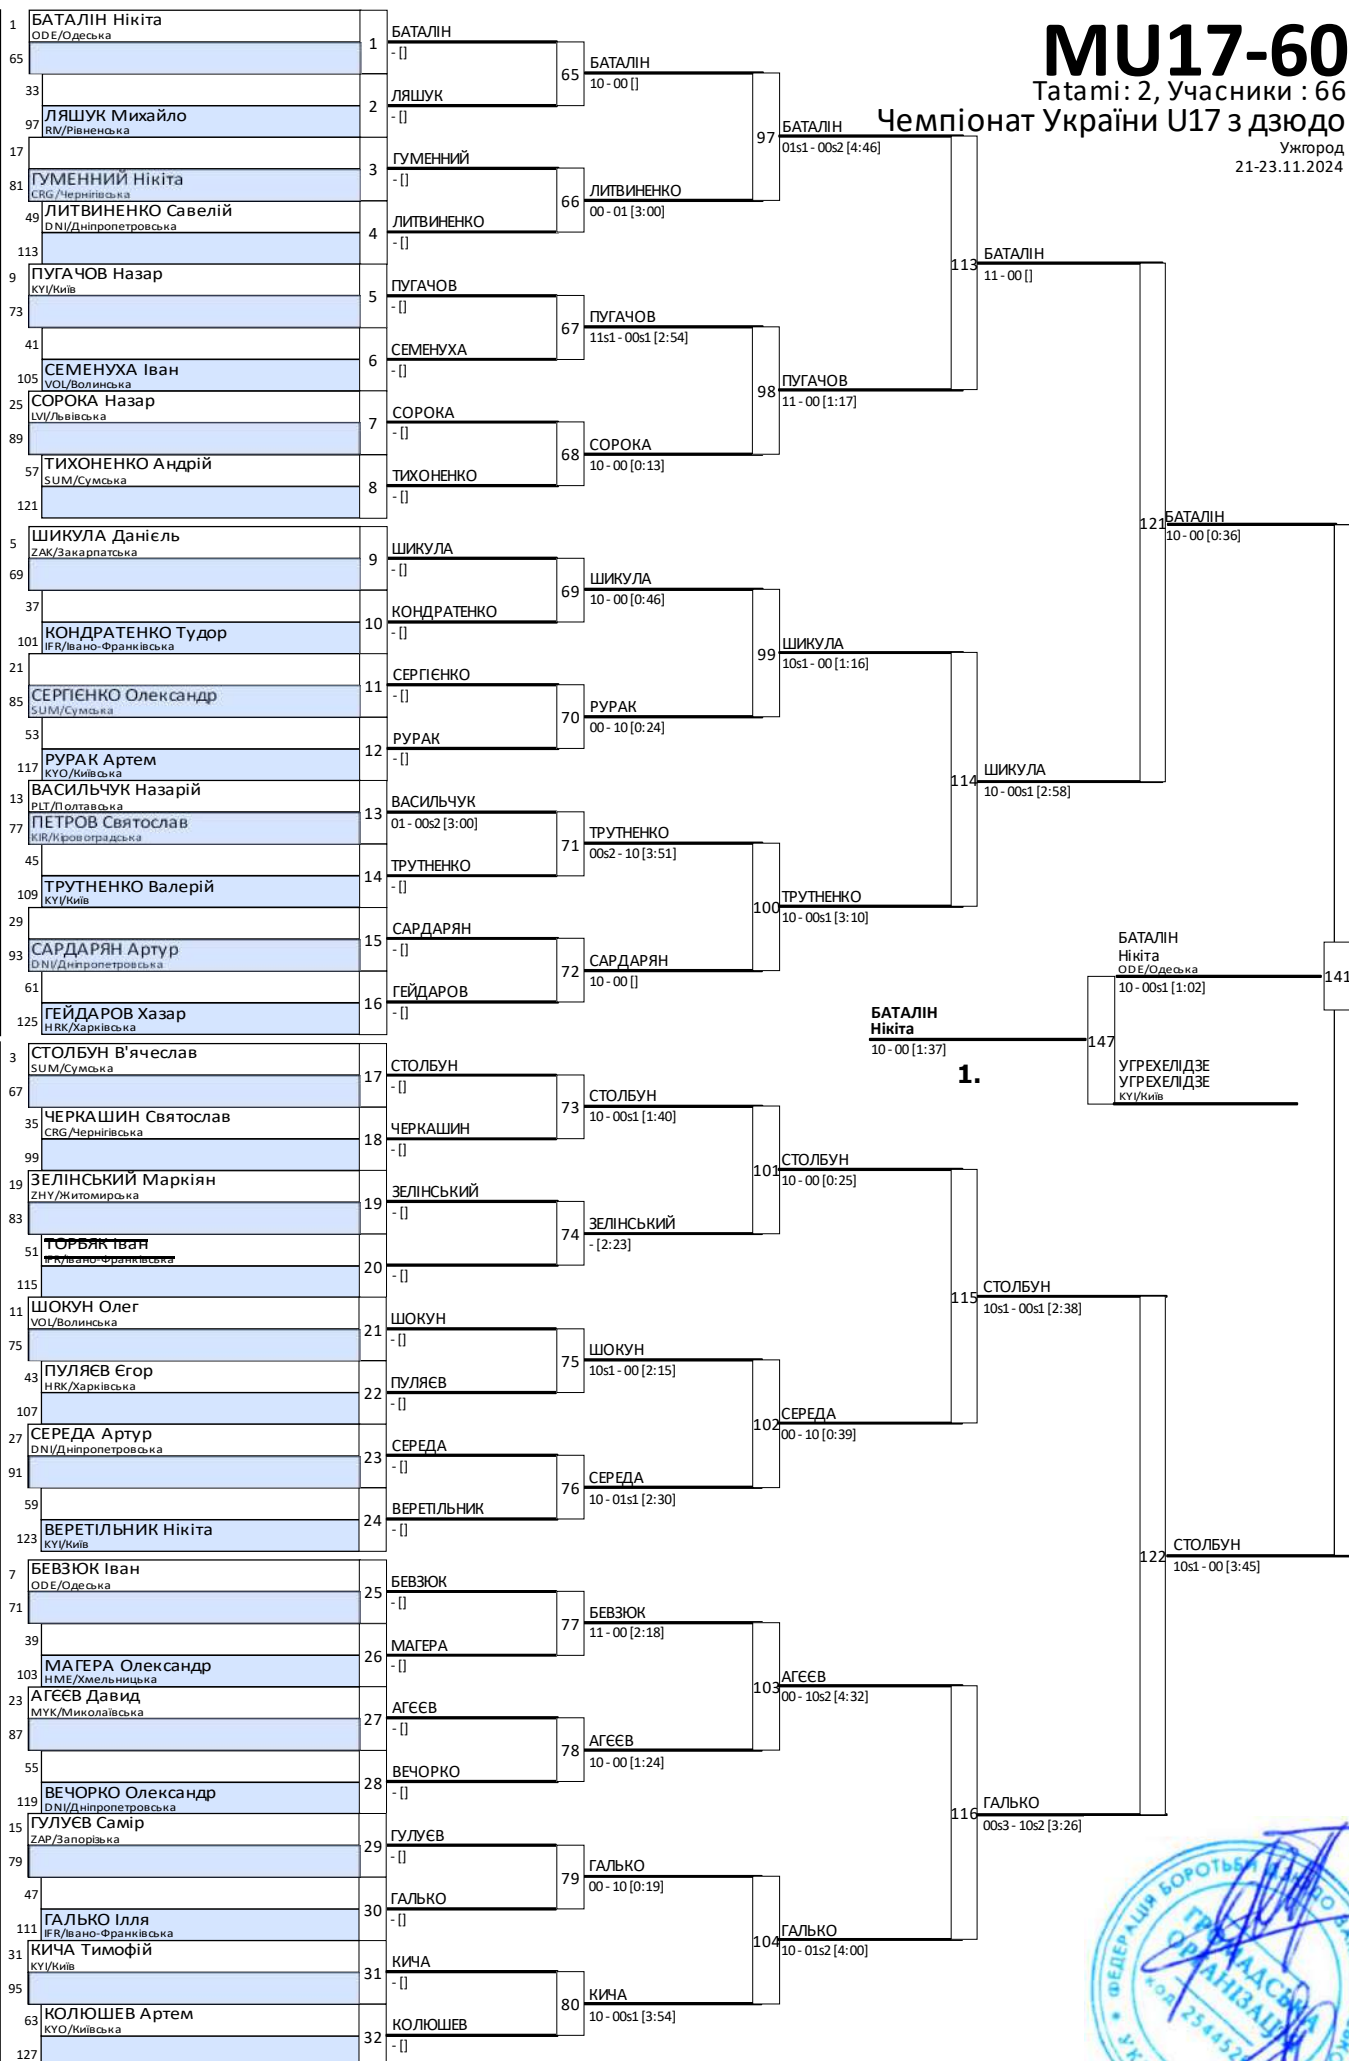 MU17-60
Tatami: 2, Учасники : 66
Чемпіонат України U17 з дзюдо
Ужгород
21-23.11.2024
1 БАТАЛІН Нікіта
ODE/Одеська
65
1
33
97 ЛЯШУК Михайло
RIV/Рівненська
2
17
81 ГУМЕННИЙ Нікіта
CRG/Чернігівська
3
49 ЛИТВИНЕНКО Савелій
DNI/Дніпропетровська
113
4
9 ПУГАЧОВ Назар
KYI/Київ
73
5
41
105 СЕМЕНУХА Іван
VOL/Волинська
6
25 СОРОКА Назар
LVI/Львівська
89
7
57 ТИХОНЕНКО Андрій
SUM/Сумська
121
8
5 ШИКУЛА Данієль
ZAK/Закарпатська
69
9
37
101 КОНДРАТЕНКО Тудор
IFR/Івано-Франківська
10
21
85 СЕРГІЄНКО Олександр
SUM/Сумська
11
53
117 РУРАК Артем
KYO/Київська
12
13 ВАСИЛЬЧУК Назарій
PLT/Полтавська
77 ПЕТРОВ Святослав
KIR/Кіровоградська
13
45
109 ТРУТНЕНКО Валерій
KYI/Київ
14
29
93 САРДАРЯН Артур
DNI/Дніпропетровська
15
61
125 ГЕЙДАРОВ Хазар
HRK/Харківська
16
3 СТОЛБУН В'ячеслав
SUM/Сумська
67
17
35 ЧЕРКАШИН Святослав
CRG/Чернігівська
99
18
19 ЗЕЛІНСЬКИЙ Маркіян
ZHY/Житомирська
83
19
51 ТОРБЯК Іван
IFR/Івано-Франківська
115
20
11 ШОКУН Олег
VOL/Волинська
75
21
43 ПУЛЯЄВ Єгор
HRK/Харківська
107
22
27 СЕРЕДА Артур
DNI/Дніпропетровська
91
23
59
123 ВЕРЕТІЛЬНИК Нікіта
KYI/Київ
24
7 БЕВЗЮК Іван
ODE/Одеська
71
25
39
103 МАГЕРА Олександр
HME/Хмельницька
26
23 АГЄЄВ Давид
MYK/Миколаївська
87
27
55
119 ВЕЧОРКО Олександр
DNI/Дніпропетровська
28
15 ГУЛУЄВ Самір
ZAP/Запорізька
79
29
47
111 ГАЛЬКО Ілля
IFR/Івано-Франківська
30
31 КИЧА Тимофій
KYI/Київ
95
31
63 КОЛЮШЕВ Артем
KYO/Київська
127
32
БАТАЛІН
- []
ЛЯШУК
- []
ГУМЕННИЙ
- []
ЛИТВИНЕНКО
- []
ПУГАЧОВ
- []
СЕМЕНУХА
- []
СОРОКА
- []
ТИХОНЕНКО
- []
ШИКУЛА
- []
КОНДРАТЕНКО
- []
СЕРГІЄНКО
- []
РУРАК
- []
ВАСИЛЬЧУК
01 - 00s2 [3:00]
ТРУТНЕНКО
- []
САРДАРЯН
- []
ГЕЙДАРОВ
- []
СТОЛБУН
- []
ЧЕРКАШИН
- []
ЗЕЛІНСЬКИЙ
- []
- []
ШОКУН
- []
ПУЛЯЄВ
- []
СЕРЕДА
- []
ВЕРЕТІЛЬНИК
- []
БЕВЗЮК
- []
МАГЕРА
- []
АГЄЄВ
- []
ВЕЧОРКО
- []
ГУЛУЄВ
- []
ГАЛЬКО
- []
КИЧА
- []
КОЛЮШЕВ
- []
65 БАТАЛІН
10 - 00 []
66 ЛИТВИНЕНКО
00 - 01 [3:00]
67 ПУГАЧОВ
11s1 - 00s1 [2:54]
68 СОРОКА
10 - 00 [0:13]
69 ШИКУЛА
10 - 00 [0:46]
70 РУРАК
00 - 10 [0:24]
71 ТРУТНЕНКО
00s2 - 10 [3:51]
72 САРДАРЯН
10 - 00 []
73 СТОЛБУН
10 - 00s1 [1:40]
74 ЗЕЛІНСЬКИЙ
- [2:23]
75 ШОКУН
10s1 - 00 [2:15]
76 СЕРЕДА
10 - 01s1 [2:30]
77 БЕВЗЮК
11 - 00 [2:18]
78 АГЄЄВ
10 - 00 [1:24]
79 ГАЛЬКО
00 - 10 [0:19]
80 КИЧА
10 - 00s1 [3:54]
97 БАТАЛІН
01s1 - 00s2 [4:46]
98 ПУГАЧОВ
11 - 00 [1:17]
99 ШИКУЛА
10s1 - 00 [1:16]
100 ТРУТНЕНКО
10 - 00s1 [3:10]
101 СТОЛБУН
10 - 00 [0:25]
102 СЕРЕДА
00 - 10 [0:39]
103 АГЄЄВ
00 - 10s2 [4:32]
104 ГАЛЬКО
10 - 01s2 [4:00]
113 БАТАЛІН
11 - 00 []
114 ШИКУЛА
10 - 00s1 [2:58]
115 СТОЛБУН
10s1 - 00s1 [2:38]
116 ГАЛЬКО
00s3 - 10s2 [3:26]
121 БАТАЛІН
10 - 00 [0:36]
122 СТОЛБУН
10s1 - 00 [3:45]
БАТАЛІН
Нікіта
ODE/Одеська
10 - 00s1 [1:02]
141
БАТАЛІН
Нікіта
10 - 00 [1:37]
147
1.
УГРЕХЕЛІДЗЕ
УГРЕХЕЛІДЗЕ
KYI/Київ
ФЕДЕРАЦІЯ БОРОТЬБИ ДЗЮДО
ГРОМАДСЬКА
ОРГАНІЗАЦІЯ